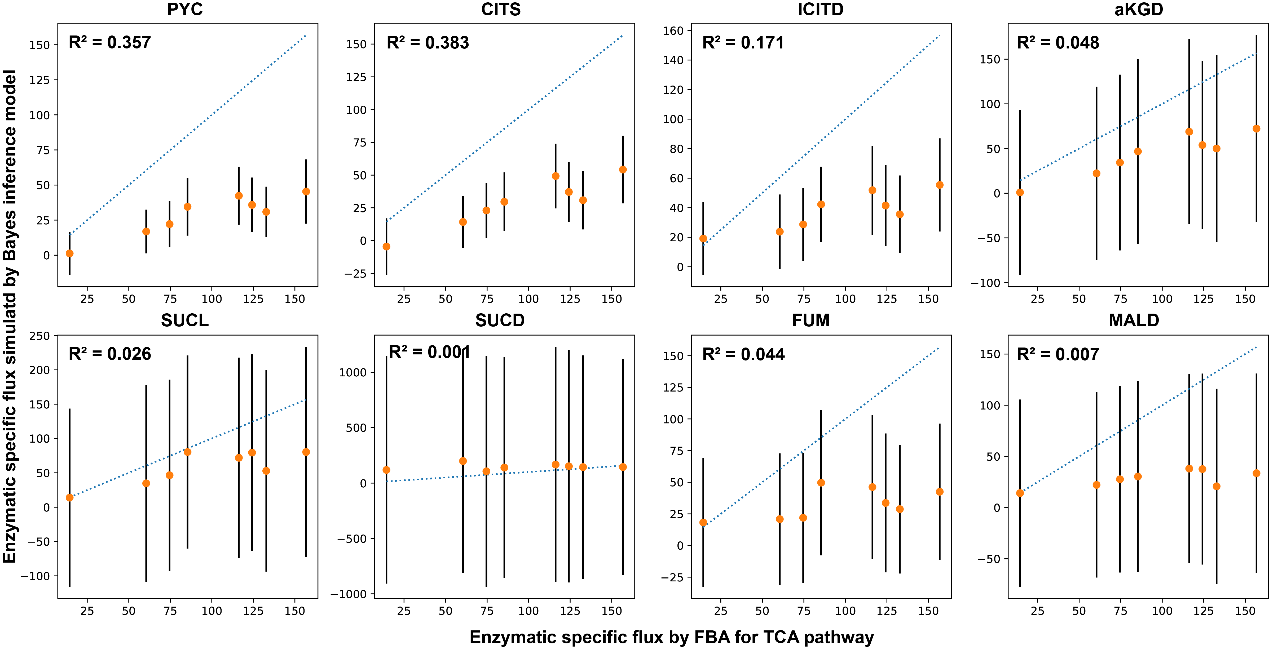 PYC
CITS
ICITD
aKGD
Enzymatic specific flux simulatd by Bayes inference model
R² = 0.357
150
125
100
75
50
25
0
25 50 75 100 125 150
R² = 0.383
150
125
100
75
50
25
0
−25
25 50 75 100 125 150
R² = 0.171
160
140
120
100
80
60
40
20
0
25 50 75 100 125 150
R² = 0.048
150
100
50
0
−50
−100
25 50 75 100 125 150
SUCL
SUCD
FUM
MALD
R² = 0.026
250
200
150
100
50
0
−50
−100
25 50 75 100 125 150
R² = 0.001
1000
500
0
−500
−1000
25 50 75 100 125 150
R² = 0.044
150
125
100
75
50
25
0
−25
25 50 75 100 125 150
R² = 0.007
150
100
50
0
−50
25 50 75 100 125 150
Enzymatic specific flux by FBA for TCA pathway